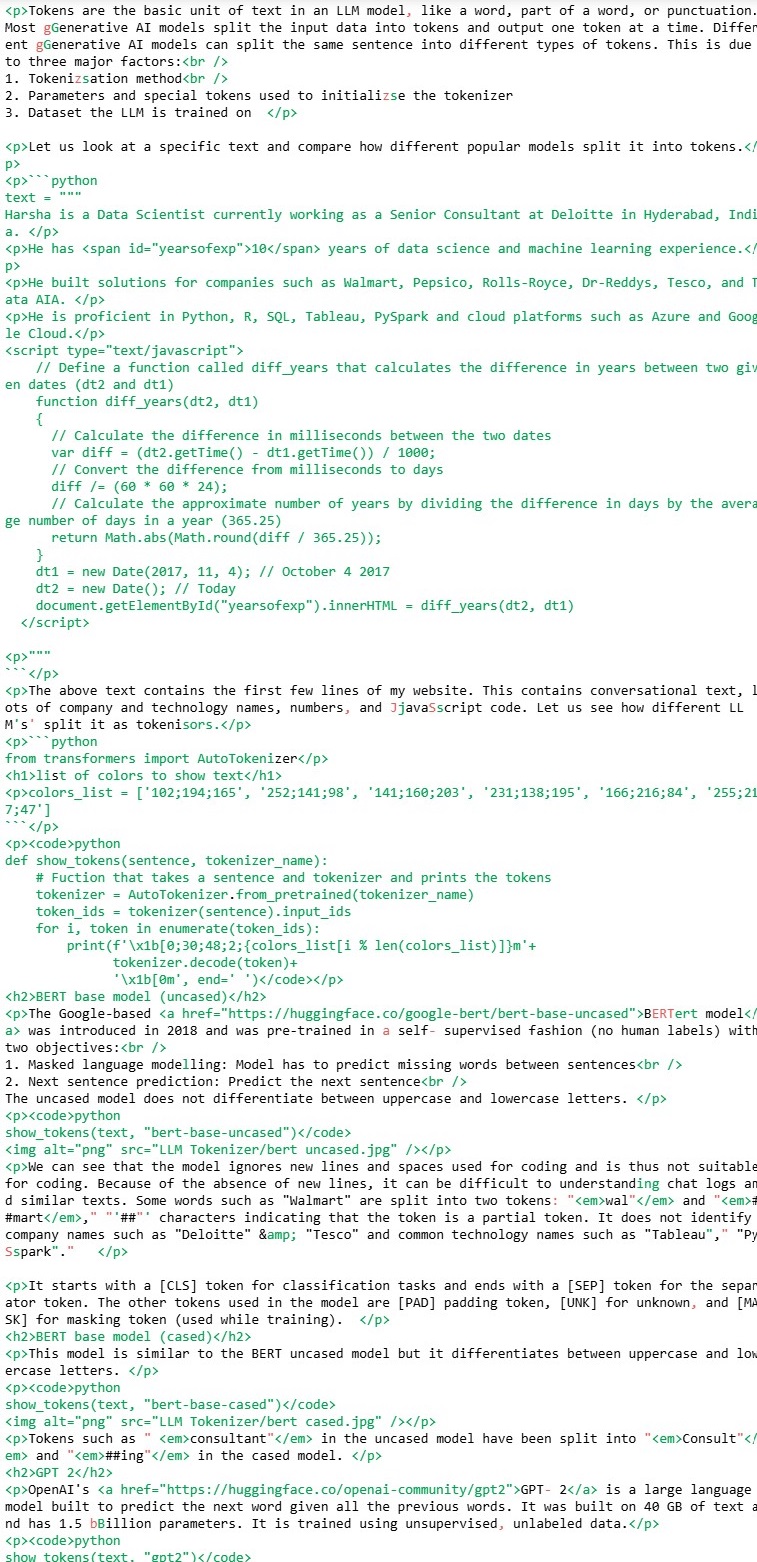 <p>Tokens are the basic unit of text in an LLM model, like a word, part of a word, or punctuation.
Most gGenerative AI models split the input data into tokens and output one token at a time. Differ
ent gGenerative AI models can split the same sentence into different types of tokens. This is due
to three major factors:<br />
1. Tokenizsation method<br />
2. Parameters and special tokens used to initializse the tokenizer
3. Dataset the LLM is trained on  </p>

<p>Let us look at a specific text and compare how different popular models split it into tokens.</
p>
<p>```python
text = """
Harsha is a Data Scientist currently working as a Senior Consultant at Deloitte in Hyderabad, Indi
a. </p>
<p>He has <span id="yearsofexp">10</span> years of data science and machine learning experience.</
p>
<p>He built solutions for companies such as Walmart, Pepsico, Rolls-Royce, Dr-Reddys, Tesco, and T
ata AIA. </p>
<p>He is proficient in Python, R, SQL, Tableau, PySpark and cloud platforms such as Azure and Goog
le Cloud.</p>
<script type="text/javascript">
    // Define a function called diff_years that calculates the difference in years between two giv
en dates (dt2 and dt1)
    function diff_years(dt2, dt1)
    {
      // Calculate the difference in milliseconds between the two dates
      var diff = (dt2.getTime() - dt1.getTime()) / 1000;
      // Convert the difference from milliseconds to days
      diff /= (60 * 60 * 24);
      // Calculate the approximate number of years by dividing the difference in days by the avera
ge number of days in a year (365.25)
      return Math.abs(Math.round(diff / 365.25));
    }
    dt1 = new Date(2017, 11, 4); // October 4 2017
    dt2 = new Date(); // Today
    document.getElementById("yearsofexp").innerHTML = diff_years(dt2, dt1)
  </script>

<p>"""
```</p>
<p>The above text contains the first few lines of my website. This contains conversational text, l
ots of company and technology names, numbers, and JjavaSscript code. Let us see how different LL
M's' split it as tokenisors.</p>
<p>```python
from transformers import AutoTokenizer</p>
<h1>list of colors to show text</h1>
<p>colors_list = ['102;194;165', '252;141;98', '141;160;203', '231;138;195', '166;216;84', '255;21
7;47']
```</p>
<p><code>python
def show_tokens(sentence, tokenizer_name):
    # Fuction that takes a sentence and tokenizer and prints the tokens
    tokenizer = AutoTokenizer.from_pretrained(tokenizer_name)
    token_ids = tokenizer(sentence).input_ids
    for i, token in enumerate(token_ids):
        print(f'\x1b[0;30;48;2;{colors_list[i % len(colors_list)]}m'+
              tokenizer.decode(token)+
              '\x1b[0m', end=' ')</code></p>
<h2>BERT base model (uncased)</h2>
<p>The Google-based <a href="https://huggingface.co/google-bert/bert-base-uncased">BERTert model</
a> was introduced in 2018 and was pre-trained in a self- supervised fashion (no human labels) with
two objectives:<br />
1. Masked language modelling: Model has to predict missing words between sentences<br />
2. Next sentence prediction: Predict the next sentence<br />
The uncased model does not differentiate between uppercase and lowercase letters. </p>
<p><code>python
show_tokens(text, "bert-base-uncased")</code>
<img alt="png" src="LLM Tokenizer/bert uncased.jpg" /></p>
<p>We can see that the model ignores new lines and spaces used for coding and is thus not suitable
for coding. Because of the absence of new lines, it can be difficult to understanding chat logs an
d similar texts. Some words such as "Walmart" are split into two tokens: "<em>wal"</em> and "<em>#
#mart</em>," "'##"' characters indicating that the token is a partial token. It does not identify
company names such as "Deloitte" &amp; "Tesco" and common technology names such as "Tableau"," "Py
Sspark"."   </p>

<p>It starts with a [CLS] token for classification tasks and ends with a [SEP] token for the separ
ator token. The other tokens used in the model are [PAD] padding token, [UNK] for unknown, and [MA
SK] for masking token (used while training).  </p>
<h2>BERT base model (cased)</h2>
<p>This model is similar to the BERT uncased model but it differentiates between uppercase and low
ercase letters. </p>
<p><code>python
show_tokens(text, "bert-base-cased")</code>
<img alt="png" src="LLM Tokenizer/bert cased.jpg" /></p>
<p>Tokens such as " <em>consultant"</em> in the uncased model have been split into "<em>Consult"</
em> and "<em>##ing"</em> in the cased model. </p>
<h2>GPT 2</h2>
<p>OpenAI's <a href="https://huggingface.co/openai-community/gpt2">GPT- 2</a> is a large language
model built to predict the next word given all the previous words. It was built on 40 GB of text a
nd has 1.5 bBillion parameters. It is trained using unsupervised, unlabeled data.</p>
<p><code>python
show_tokens(text, "gpt2")</code>